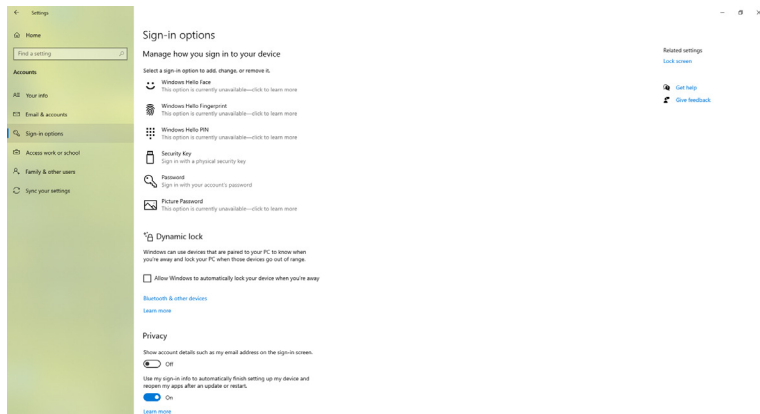 Settings
Home
Find a setting
Accounts
Your info
Email & accounts
Sign-in options
Access work or school
Family & other users
Sync your settings
Sign-in options
Manage how you sign in to your device
Select a sign-in option to add, change, or remove it.
Windows Hello Face
This option is currently unavailable—click to learn more
Windows Hello Fingerprint
This option is currently unavailable—click to learn more
Windows Hello PIN
This option is currently unavailable—click to learn more
Security Key
Sign in with a physical security key
Password
Sign in with your account's password
Picture Password
This option is currently unavailable—click to learn more
Dynamic lock
Windows can use devices that are paired to your PC to know when
you're away and lock your PC when those devices go out of range.
Allow Windows to automatically lock your device when you're away
Bluetooth & other devices
Learn more
Privacy
Show account details such as my email address on the sign-in screen.
Off
Use my sign-in info to automatically finish setting up my device and
reopen my apps after an update or restart.
On
Learn more
Related settings
Lock screen
Get help
Give feedback